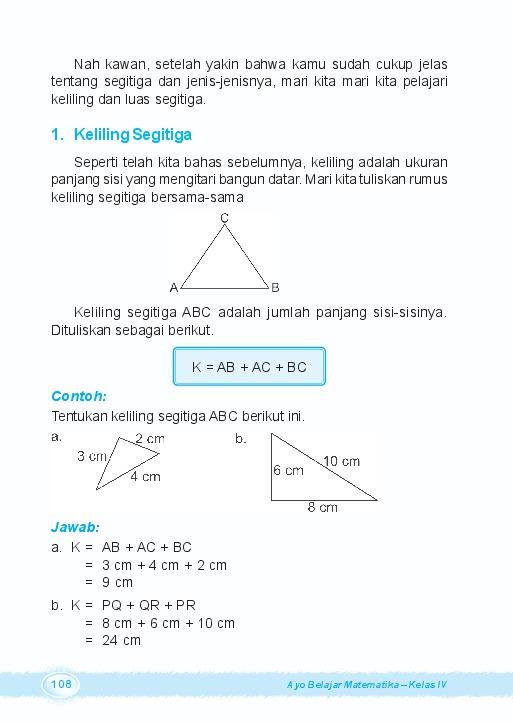 Nah kawan, setelah yakin bahwa kamu sudah cukup jelas
tentang segitiga dan jenis-jenisnya, mari kita mari kita pelajari
keliling dan luas segitiga.
1. Keliling Segitiga
Seperti telah kita bahas sebelumnya, keliling adalah ukuran
panjang sisi yang mengitari bangun datar. Mari kita tuliskan rumus
keliling segitiga bersama-sama
C
A
B
Keliling segitiga ABC adalah jumlah panjang sisi-sisinya.
Dituliskan sebagai berikut.
K = AB + AC + BC
Contoh:
Tentukan keliling segitiga ABC berikut ini.
a.
2 cm
3 cm
4 cm
b.
10 cm
6 cm
8 cm
Jawab:
a. K = AB + AC + BC
= 3 cm + 4 cm + 2 cm
= 9 cm
b. K = PQ + QR + PR
= 8 cm + 6 cm + 10 cm
= 24 cm
108
Ayo Belajar Matematika – Kelas IV